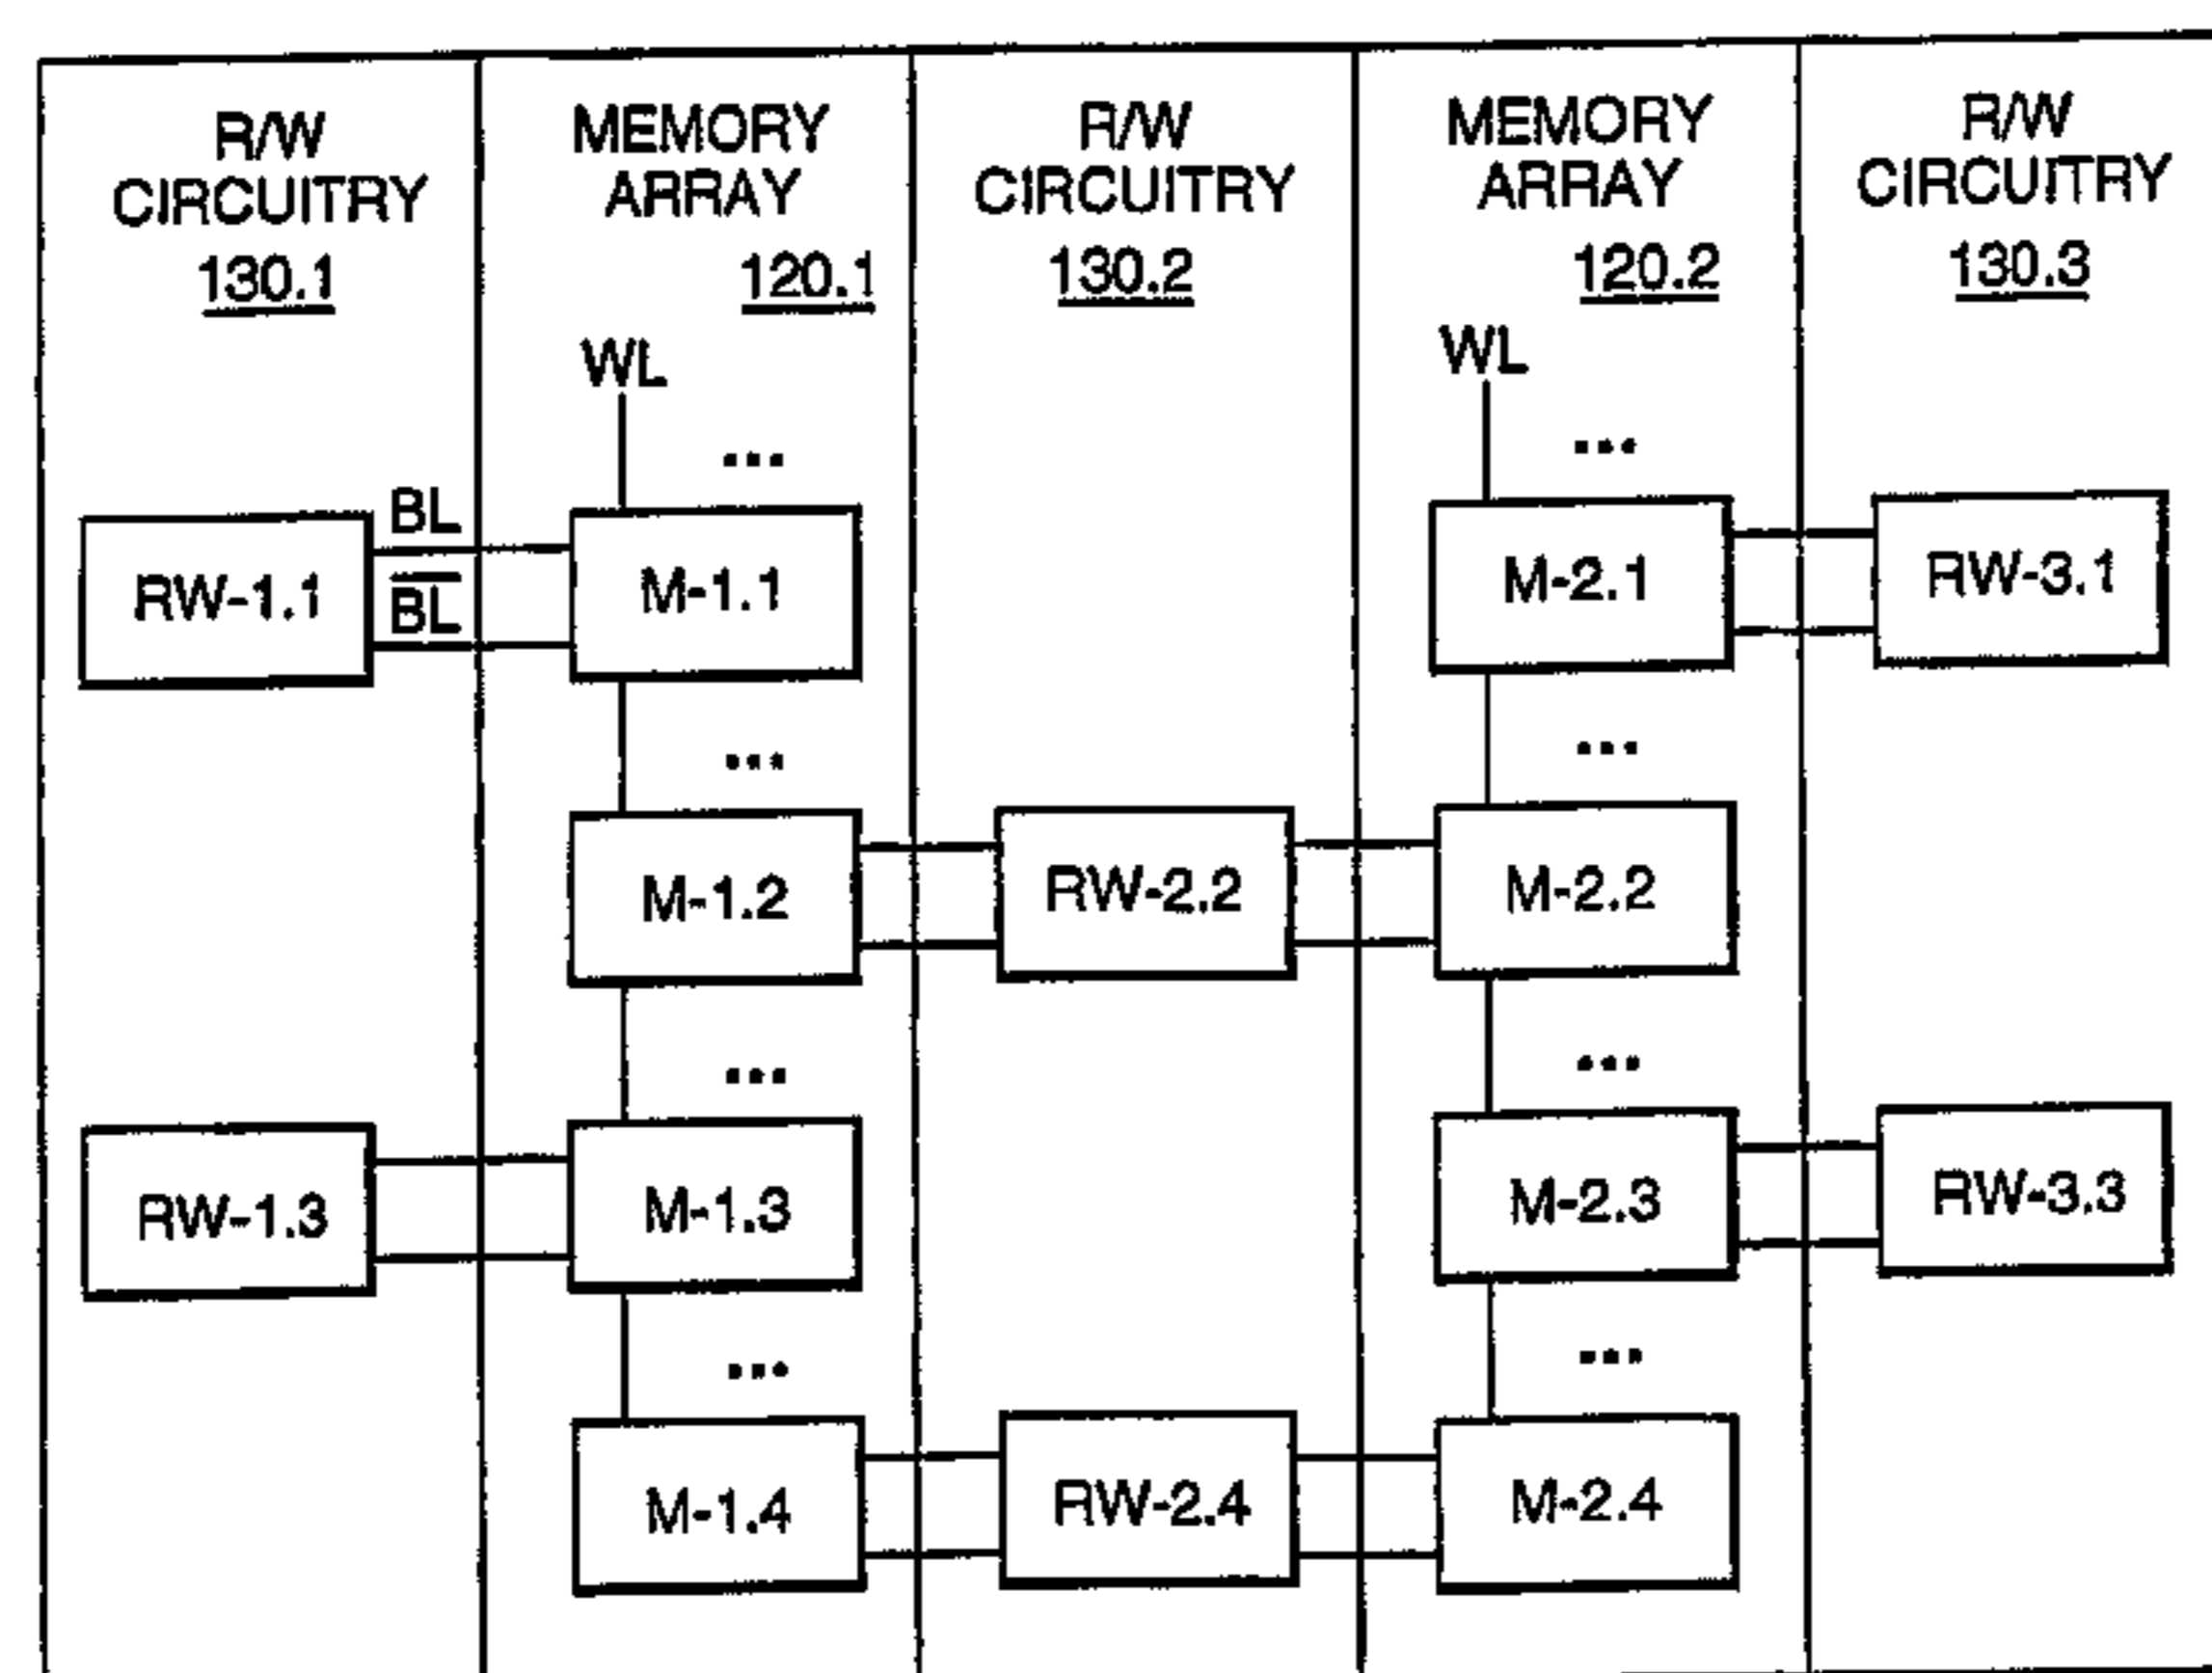 R/W
CIRCUITRY
130.1
MEMORY
ARRAY
120.1
R/W
CIRCUITRY
130.2
MEMORY
ARRAY
120.2
R/W
CIRCUITRY
130.3
WL
...
WL
...
RW-1.1
BL
B̅L̅
M-1.1
M-2.1
RW-3.1
...
...
M-1.2
RW-2.2
M-2.2
...
...
RW-1.3
M-1.3
M-2.3
RW-3.3
...
...
M-1.4
RW-2.4
M-2.4